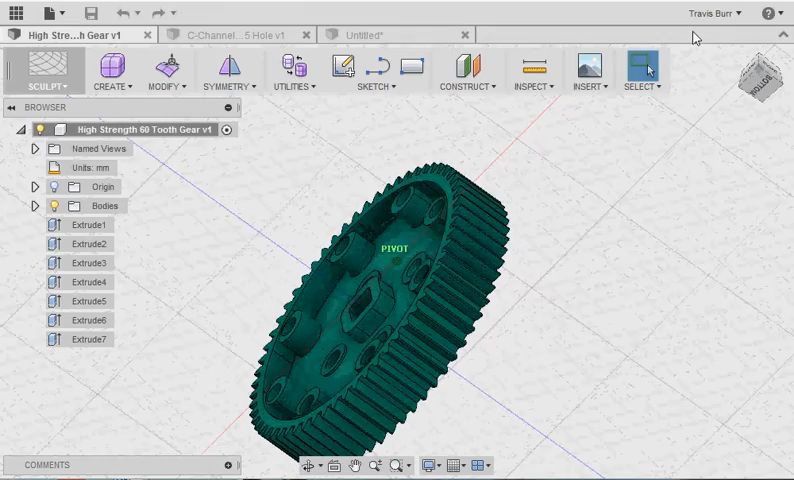 Travis Burr
High Stre...h Gear v1
C-Channel...5 Hole v1
Untitled*
SCULPT
CREATE
MODIFY
SYMMETRY
UTILITIES
SKETCH
CONSTRUCT
INSPECT
INSERT
SELECT
BOTTOM
BROWSER
High Strength 60 Tooth Gear v1
Named Views
Units: mm
Origin
Bodies
Extrude1
Extrude2
Extrude3
Extrude4
Extrude5
Extrude6
Extrude7
PIVOT
COMMENTS